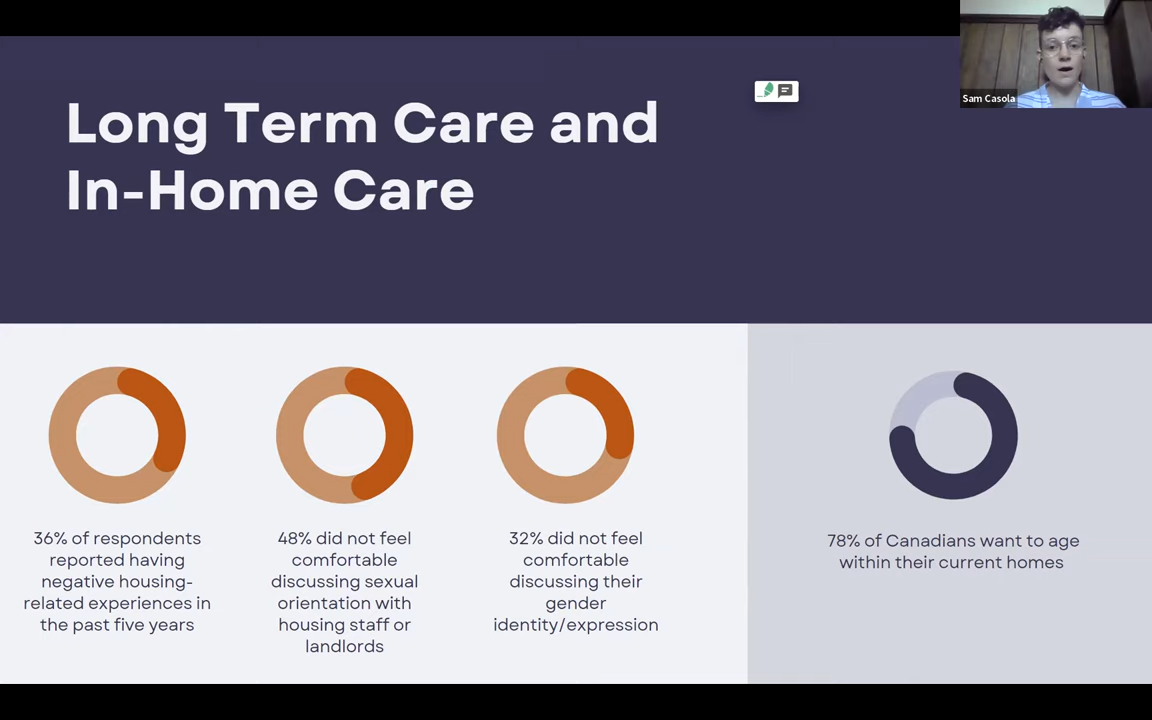 Sam Casola
Long Term Care and
In-Home Care
36% of respondents
reported having
negative housing-
related experiences in
the past five years
48% did not feel
comfortable
discussing sexual
orientation with
housing staff or
landlords
32% did not feel
comfortable
discussing their
gender
identity/expression
78% of Canadians want to age
within their current homes